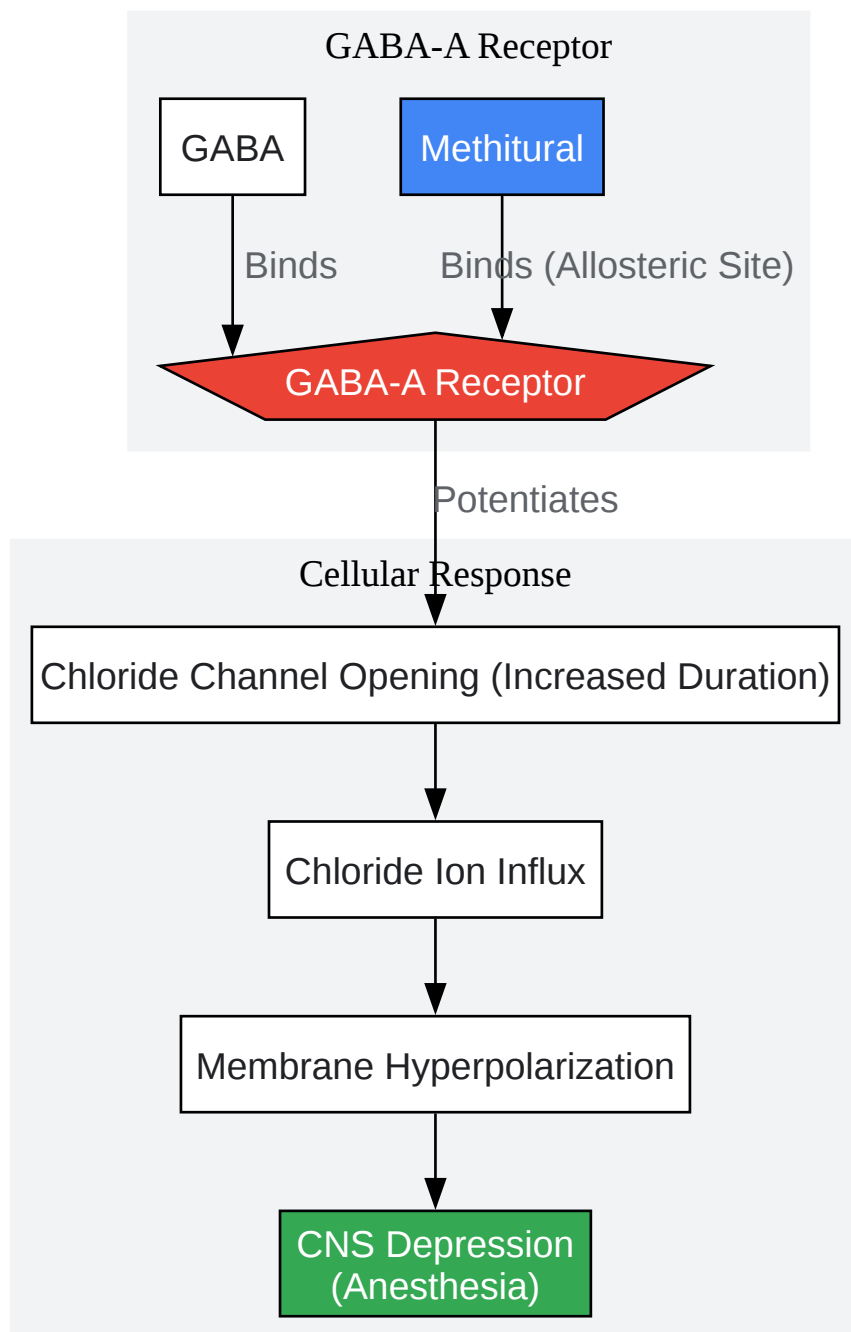 GABA-A Receptor
GABA
Methitural
Binds
Binds (Allosteric Site)
GABA-A Receptor
Potentiates
Cellular Response
Chloride Channel Opening (Increased Duration)
Chloride Ion Influx
Membrane Hyperpolarization
CNS Depression
(Anesthesia)